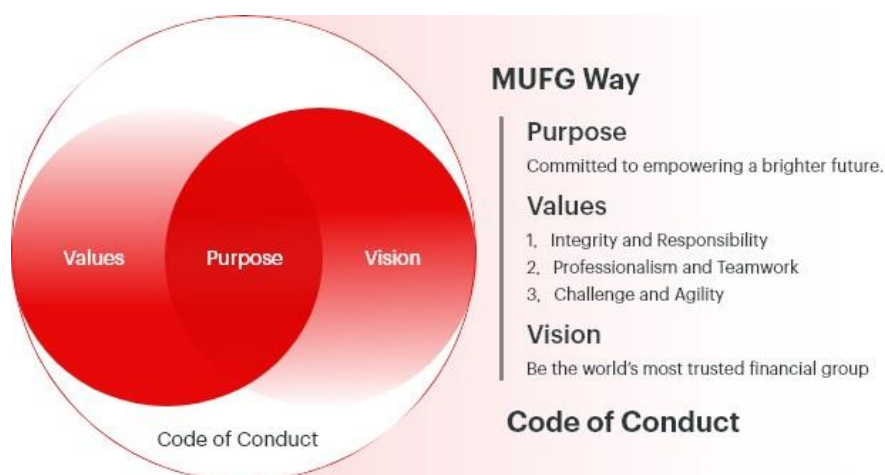 Values
Purpose
Vision
Code of Conduct
MUFG Way
Purpose
Committed to empowering a brighter future.
Values
1, Integrity and Responsibility
2, Professionalism and Teamwork
3, Challenge and Agility
Vision
Be the world's most trusted financial group
Code of Conduct